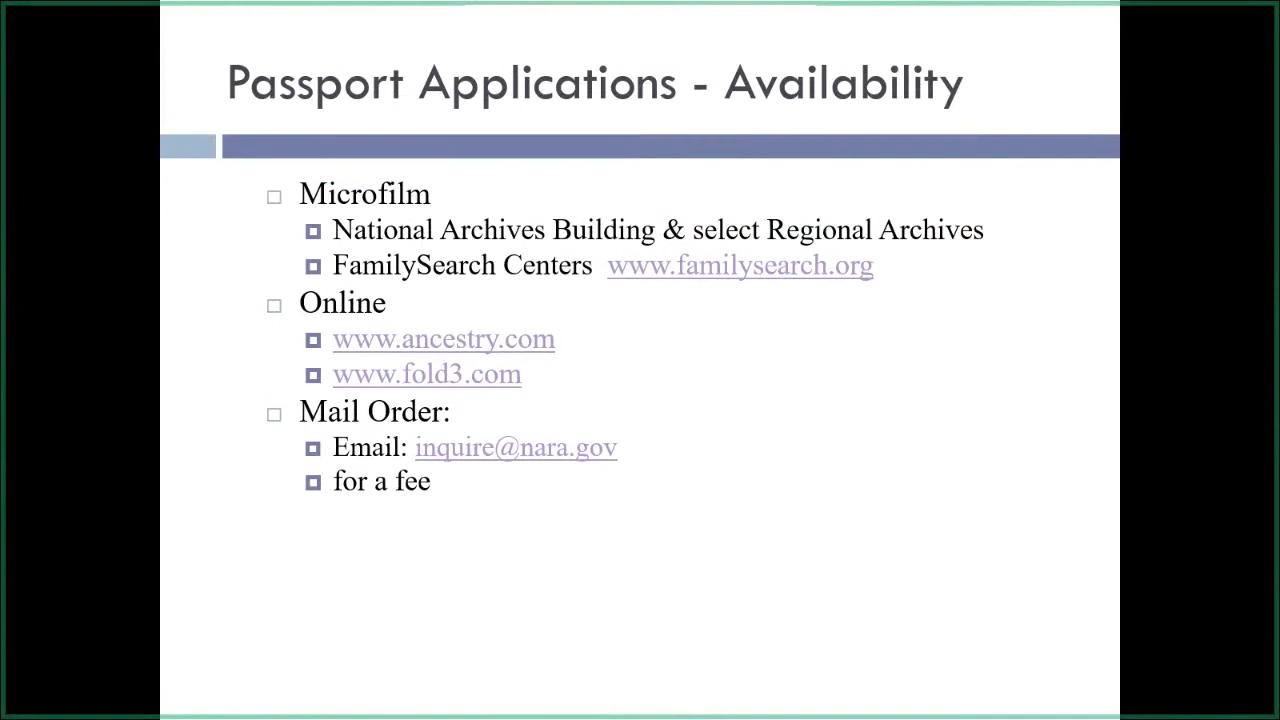 Passport Applications - Availability
Microfilm
National Archives Building & select Regional Archives
FamilySearch Centers www.familysearch.org
Online
www.ancestry.com
www.fold3.com
Mail Order:
Email: inquire@nara.gov
for a fee